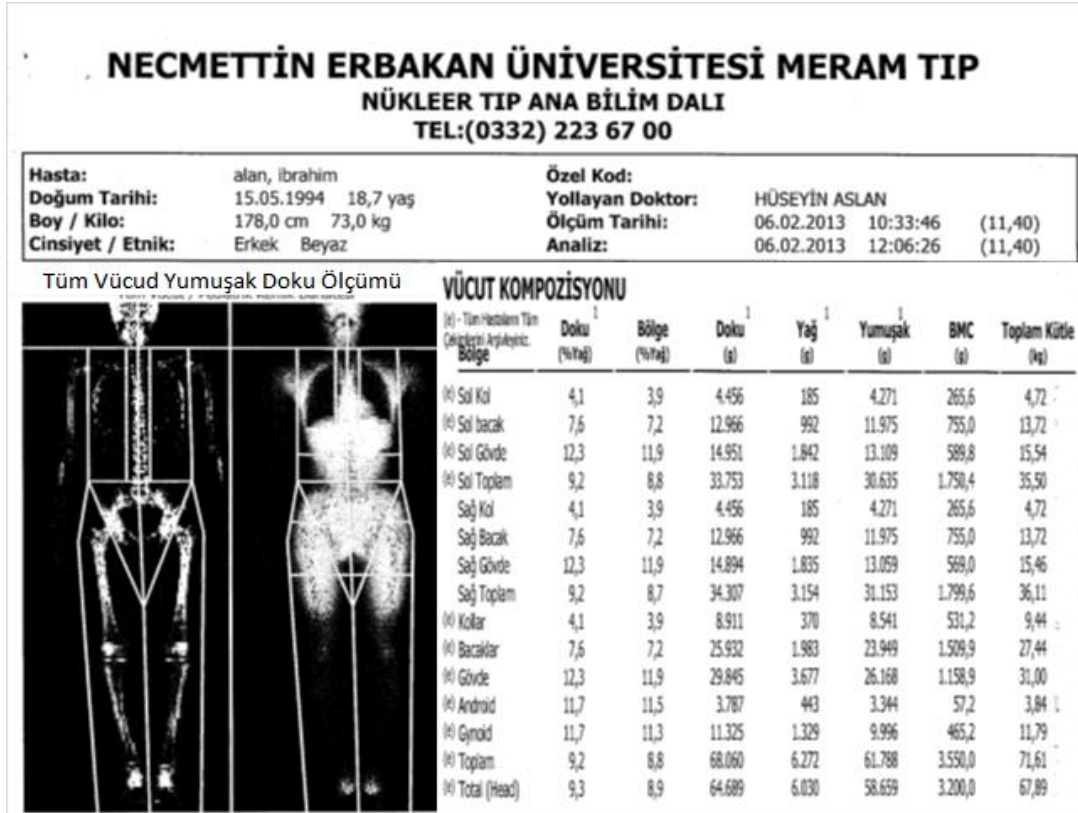 NECMETTİN ERBAKAN ÜNİVERSİTESİ MERAM TIP
NÜKLEER TIP ANA BİLİM DALI
TEL:(0332) 223 67 00
Hasta: alan, ibrahim Özel Kod:
Doğum Tarihi: 15.05.1994 18,7 yaş Yollayan Doktor: HÜSEYİN ASLAN
Boy / Kilo: 178,0 cm 73,0 kg Ölçüm Tarihi: 06.02.2013 10:33:46 (11,40)
Cinsiyet / Etnik: Erkek Beyaz Analiz: 06.02.2013 12:06:26 (11,40)
Tüm Vücud Yumuşak Doku Ölçümü
VÜCUT KOMPOZİSYONU
(e) - Tüm Hastaların Tüm
Bölge Doku (%Yağ) 1 Bölge (%Yağ) Doku (g) 1 Yağ (g) 1 Yumuşak (g) 1 BMC (g) Toplam Kütle (kg)
(e) Sol Kol 4,1 3,9 4.456 185 4.271 265,6 4,72
(e) Sol bacak 7,6 7,2 12.966 992 11.975 755,0 13,72
(e) Sol Gövde 12,3 11,9 14.951 1.842 13.109 589,8 15,54
(e) Sol Toplam 9,2 8,8 33.753 3.118 30.635 1.750,4 35,50
Sağ Kol 4,1 3,9 4.456 185 4.271 265,6 4,72
Sağ Bacak 7,6 7,2 12.966 992 11.975 755,0 13,72
Sağ Gövde 12,3 11,9 14.894 1.835 13.059 569,0 15,46
Sağ Toplam 9,2 8,7 34.307 3.154 31.153 1.799,6 36,11
(e) Kollar 4,1 3,9 8.911 370 8.541 531,2 9,44
(e) Bacaklar 7,6 7,2 25.932 1.983 23.949 1.509,9 27,44
(e) Gövde 12,3 11,9 29.845 3.677 26.168 1.158,9 31,00
(e) Android 11,7 11,5 3.787 443 3.344 57,2 3,84
(e) Gynoid 11,7 11,3 11.325 1.329 9.996 465,2 11,79
(e) Toplam 9,2 8,8 68.060 6.272 61.788 3.550,0 71,61
(e) Total (Head) 9,3 8,9 64.689 6.030 58.659 3.200,0 67,89